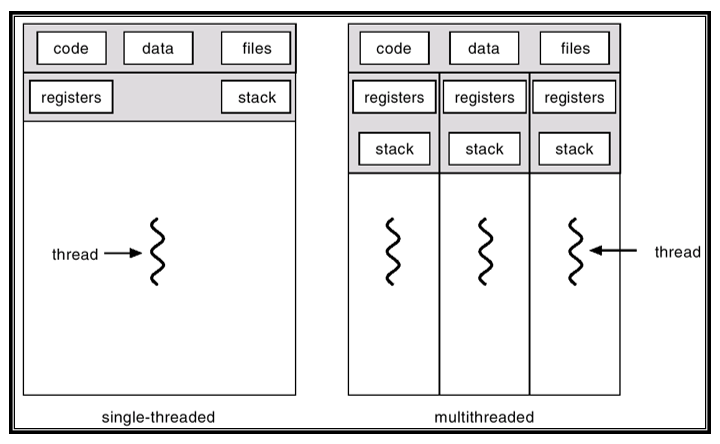 code data files code data files
registers stack registers registers registers
stack stack stack
thread thread
single-threaded multithreaded